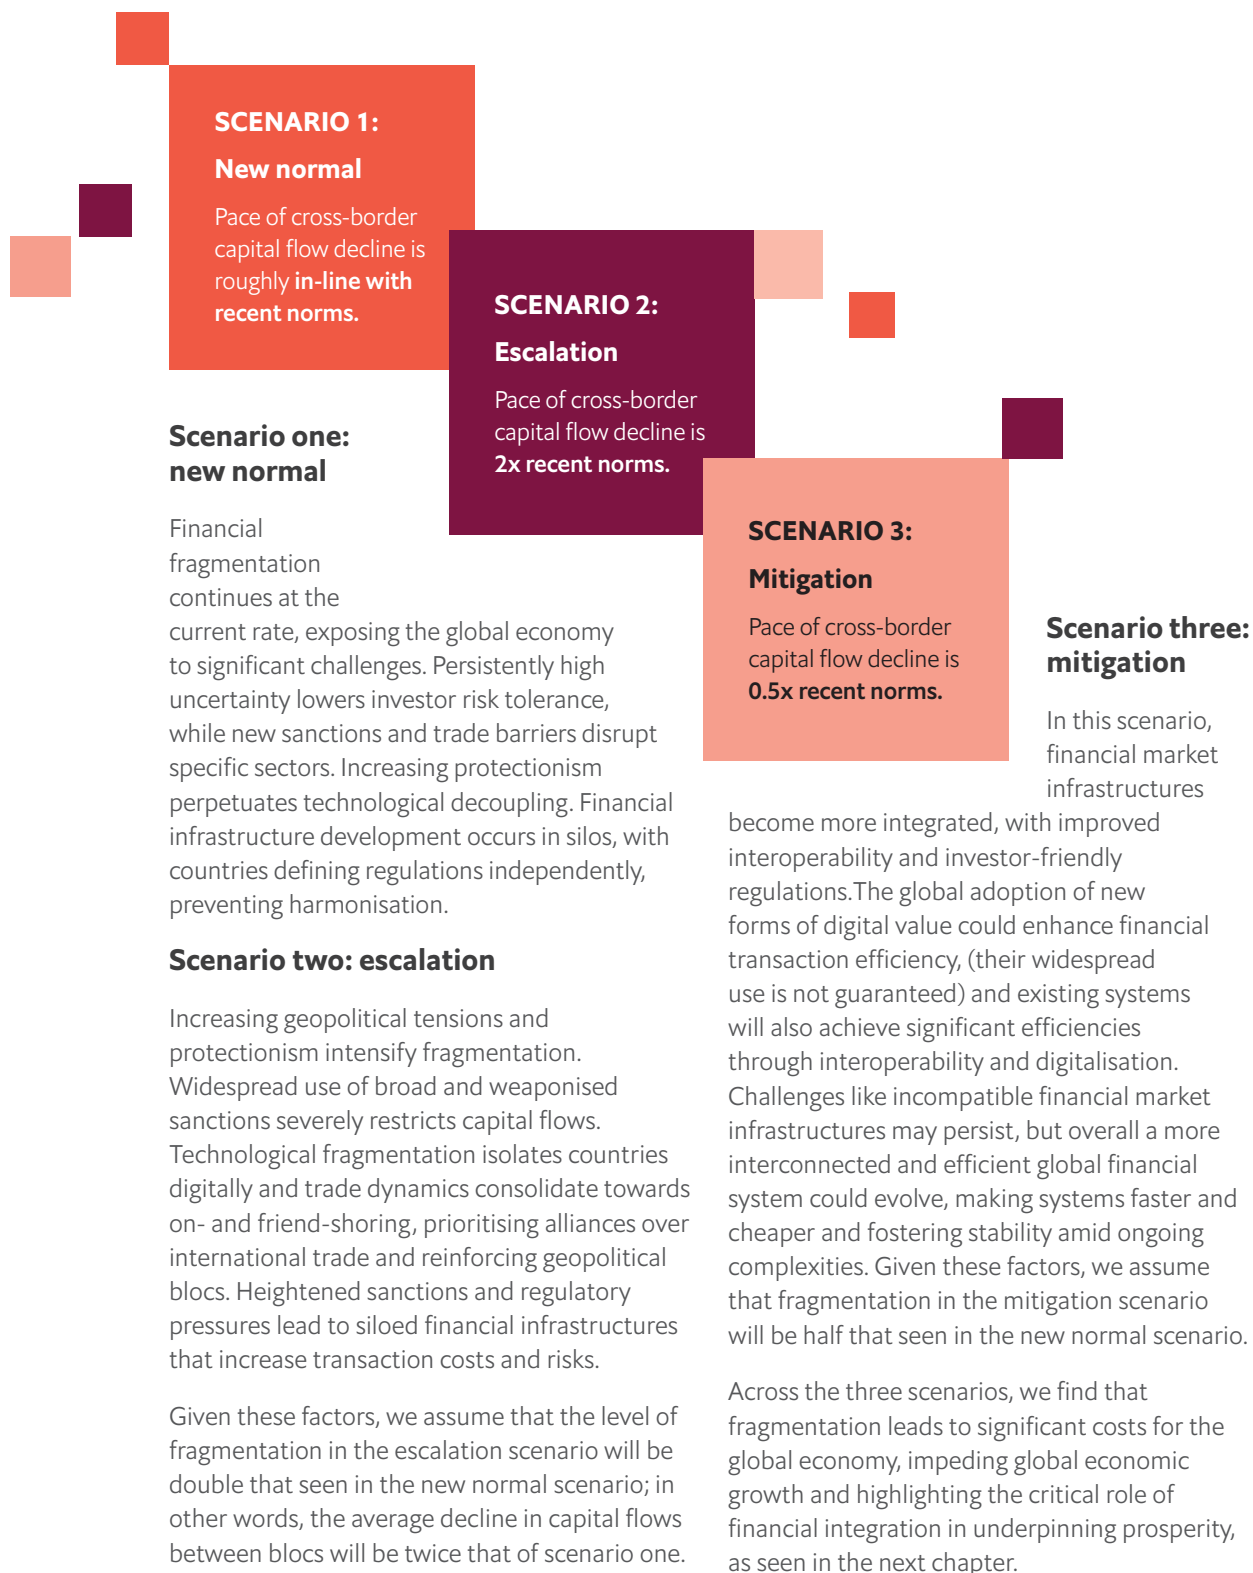 SCENARIO 1:
New normal
Pace of cross-border
capital flow decline is
roughly in-line with
recent norms.
SCENARIO 2:
Escalation
Pace of cross-border
capital flow decline is
2x recent norms.
SCENARIO 3:
Mitigation
Pace of cross-border
capital flow decline is
0.5x recent norms.
Scenario one:
new normal
Financial
fragmentation
continues at the
current rate, exposing the global economy
to significant challenges. Persistently high
uncertainty lowers investor risk tolerance,
while new sanctions and trade barriers disrupt
specific sectors. Increasing protectionism
perpetuates technological decoupling. Financial
infrastructure development occurs in silos, with
countries defining regulations independently,
preventing harmonisation.
Scenario two: escalation
Increasing geopolitical tensions and
protectionism intensify fragmentation.
Widespread use of broad and weaponised
sanctions severely restricts capital flows.
Technological fragmentation isolates countries
digitally and trade dynamics consolidate towards
on- and friend-shoring, prioritising alliances over
international trade and reinforcing geopolitical
blocs. Heightened sanctions and regulatory
pressures lead to siloed financial infrastructures
that increase transaction costs and risks.
Given these factors, we assume that the level of
fragmentation in the escalation scenario will be
double that seen in the new normal scenario; in
other words, the average decline in capital flows
between blocs will be twice that of scenario one.
Scenario three:
mitigation
In this scenario,
financial market
infrastructures
become more integrated, with improved
interoperability and investor-friendly
regulations.The global adoption of new
forms of digital value could enhance financial
transaction efficiency, (their widespread
use is not guaranteed) and existing systems
will also achieve significant efficiencies
through interoperability and digitalisation.
Challenges like incompatible financial market
infrastructures may persist, but overall a more
interconnected and efficient global financial
system could evolve, making systems faster and
cheaper and fostering stability amid ongoing
complexities. Given these factors, we assume
that fragmentation in the mitigation scenario
will be half that seen in the new normal scenario.
Across the three scenarios, we find that
fragmentation leads to significant costs for the
global economy, impeding global economic
growth and highlighting the critical role of
financial integration in underpinning prosperity,
as seen in the next chapter.